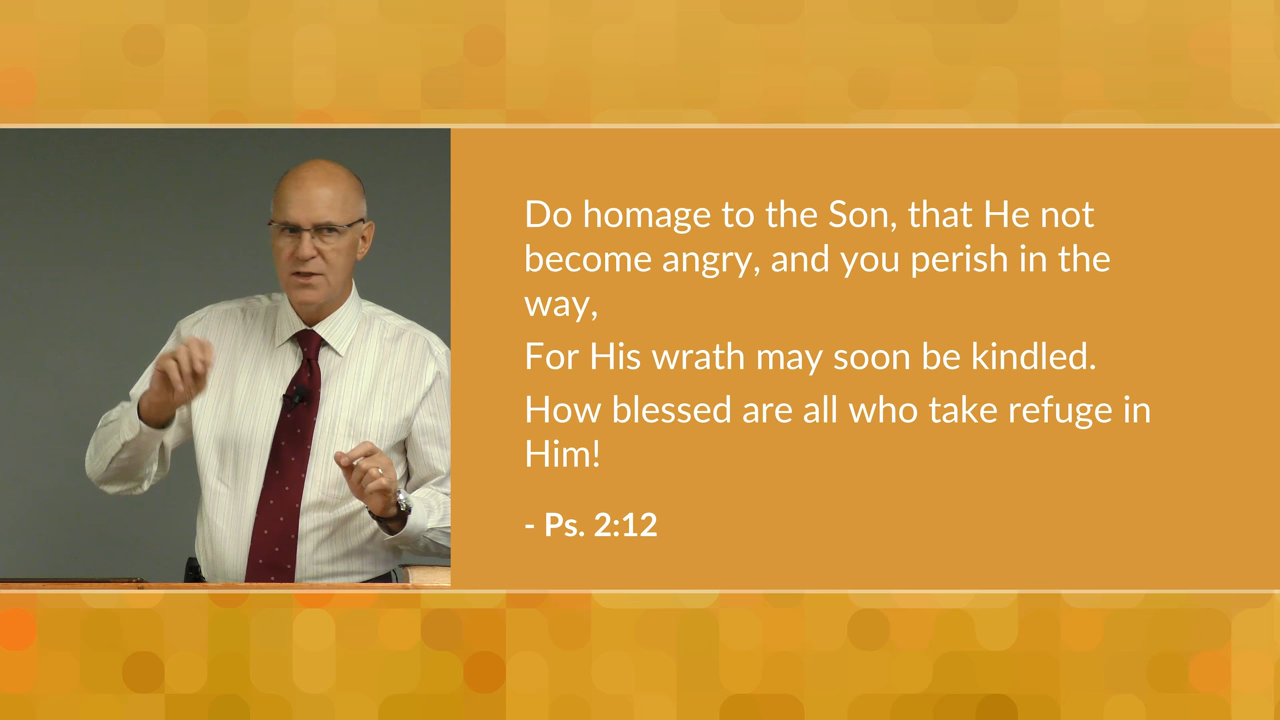 Do homage to the Son, that He not
become angry, and you perish in the
way,
For His wrath may soon be kindled.
How blessed are all who take refuge in
Him!
- Ps. 2:12